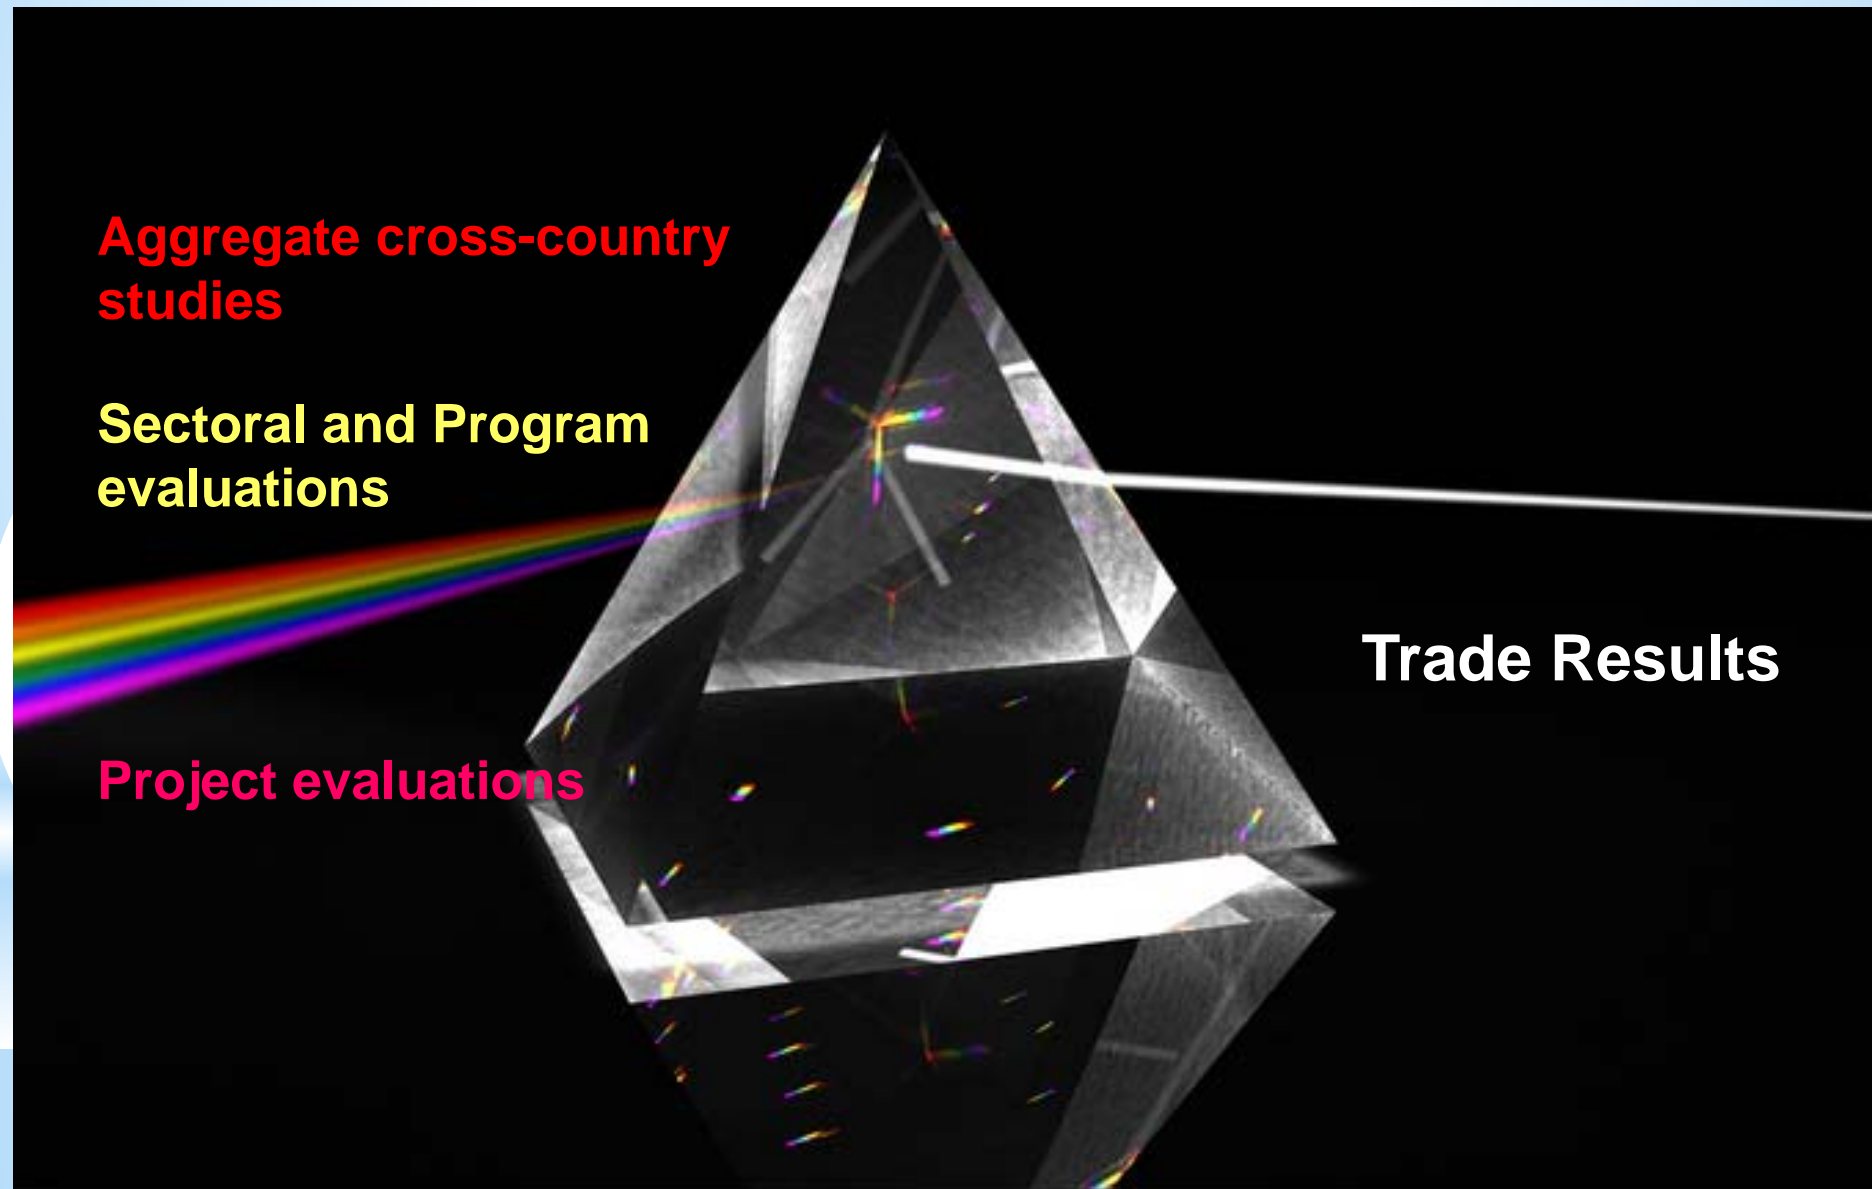 Aggregate cross-country
studies
Sectoral and Program
evaluations
Trade Results
Project evaluations